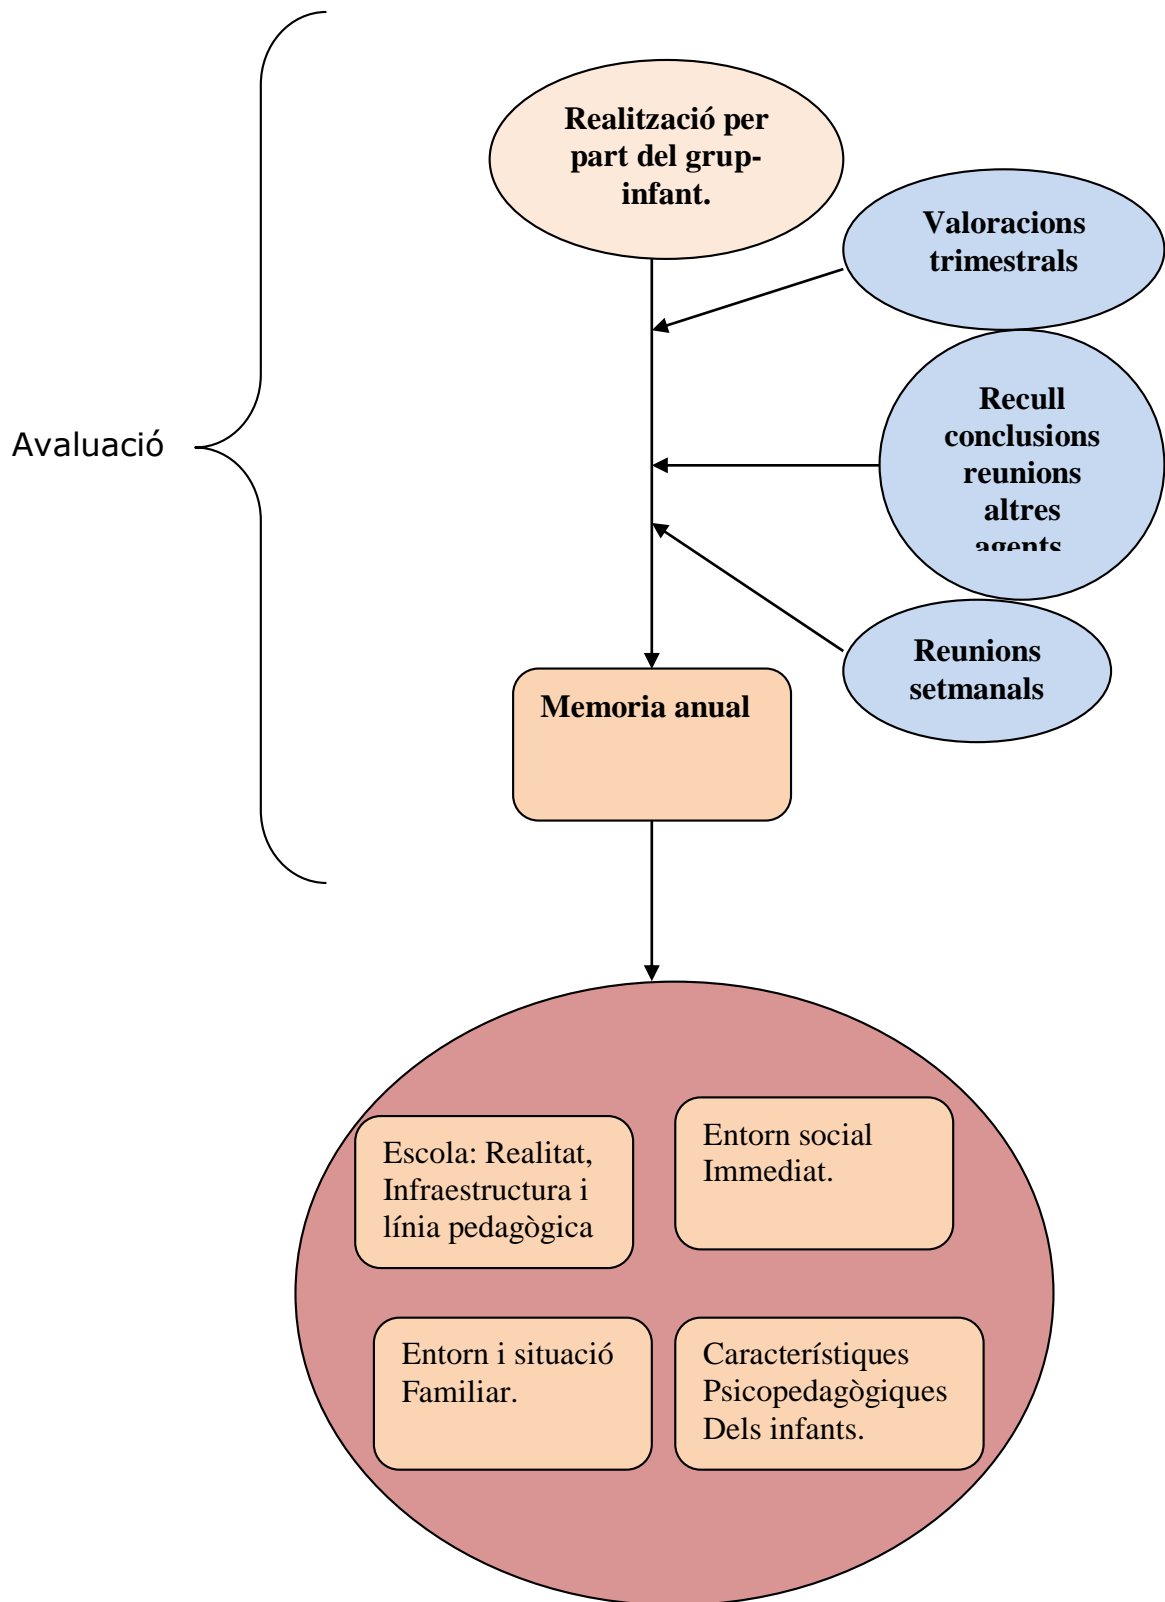 Realització per
part del grup-
infant.
Valoracions
trimestrals
Recull
conclusions
reunions
altres
agents
Avaluació
Reunions
setmanals
Memoria anual
Escola: Realitat,
Infraestructura i
línia pedagògica
Entorn social
Immediat.
Entorn i situació
Familiar.
Característiques
Psicopedagògiques
Dels infants.